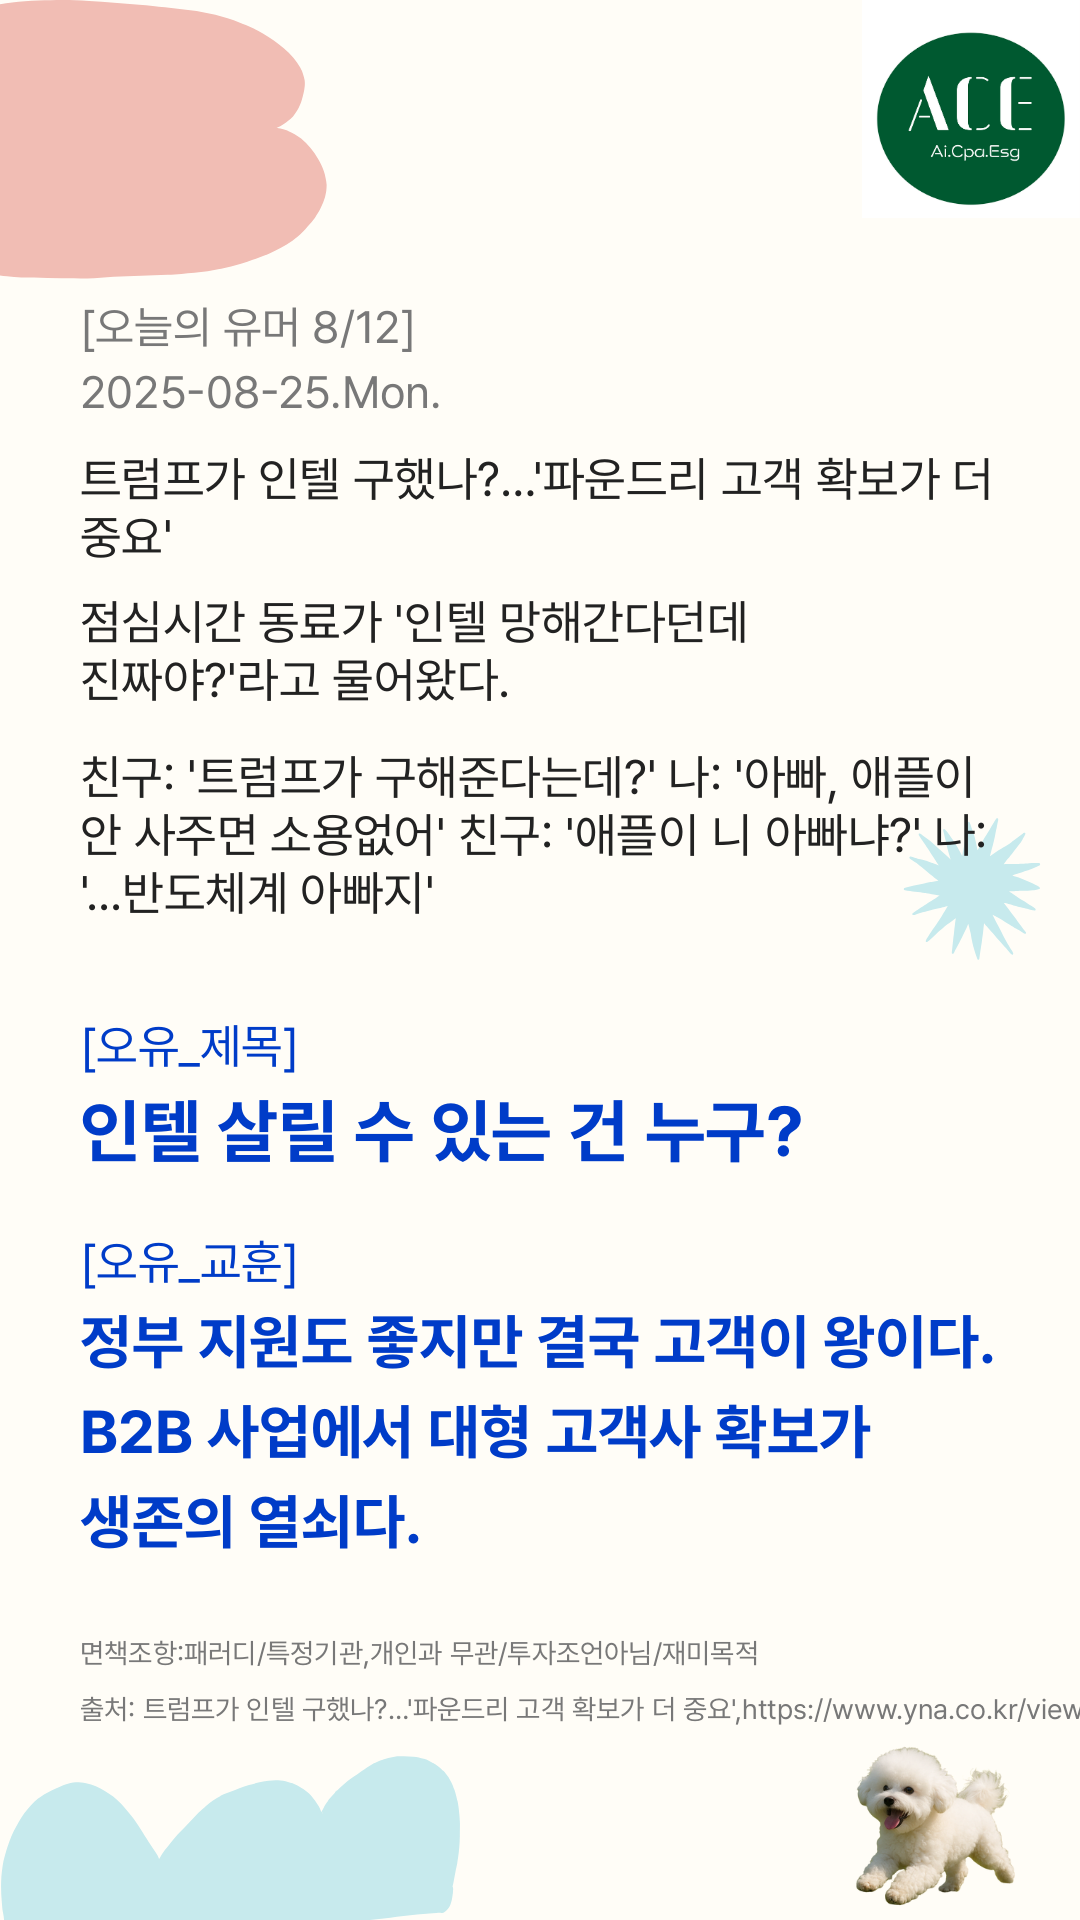 ACE
Ai.Cpa.Esg
[오늘의 유머 8/12]
2025-08-25.Mon.
트럼프가 인텔 구했나?...'파운드리 고객 확보가 더
중요'
점심시간 동료가 '인텔 망해간다던데
진짜야?'라고 물어왔다.
친구: '트럼프가 구해준다는데?' 나: '아빠, 애플이
안 사주면 소용없어' 친구: '애플이 니 아빠냐?' 나:
'...반도체계 아빠지'
[오유_제목]
인텔 살릴 수 있는 건 누구?
[오유_교훈]
정부 지원도 좋지만 결국 고객이 왕이다.
B2B 사업에서 대형 고객사 확보가
생존의 열쇠다.
면책조항:패러디/특정기관,개인과 무관/투자조언아님/재미목적
출처: 트럼프가 인텔 구했나?...'파운드리 고객 확보가 더 중요',https://www.yna.co.kr/view